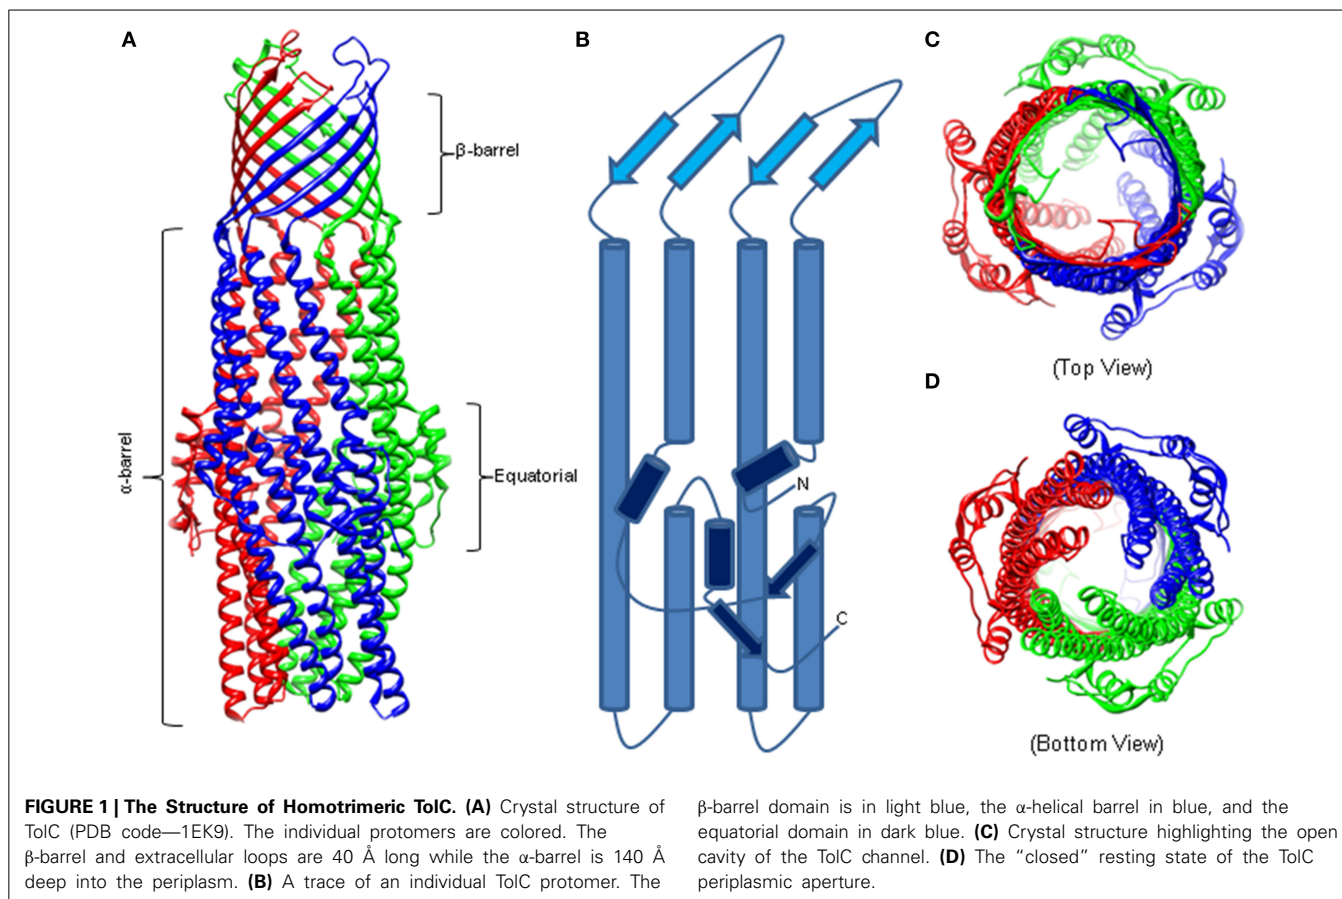 A
B
C
D
β-barrel
α-barrel
Equatorial
N
C
(Top View)
(Bottom View)
FIGURE 1 | The Structure of Homotrimeric TolC. (A) Crystal structure of
TolC (PDB code—1EK9). The individual protomers are colored. The
β-barrel and extracellular loops are 40 Å long while the α-barrel is 140 Å
deep into the periplasm. (B) A trace of an individual TolC protomer. The
β-barrel domain is in light blue, the α-helical barrel in blue, and the
equatorial domain in dark blue. (C) Crystal structure highlighting the open
cavity of the TolC channel. (D) The “closed” resting state of the TolC
periplasmic aperture.